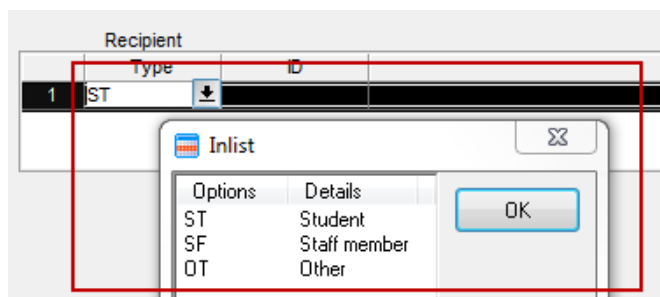 Recipient
Type ID
1 ST
Inlist
Options Details
OK
ST Student
SF Staff member
OT Other